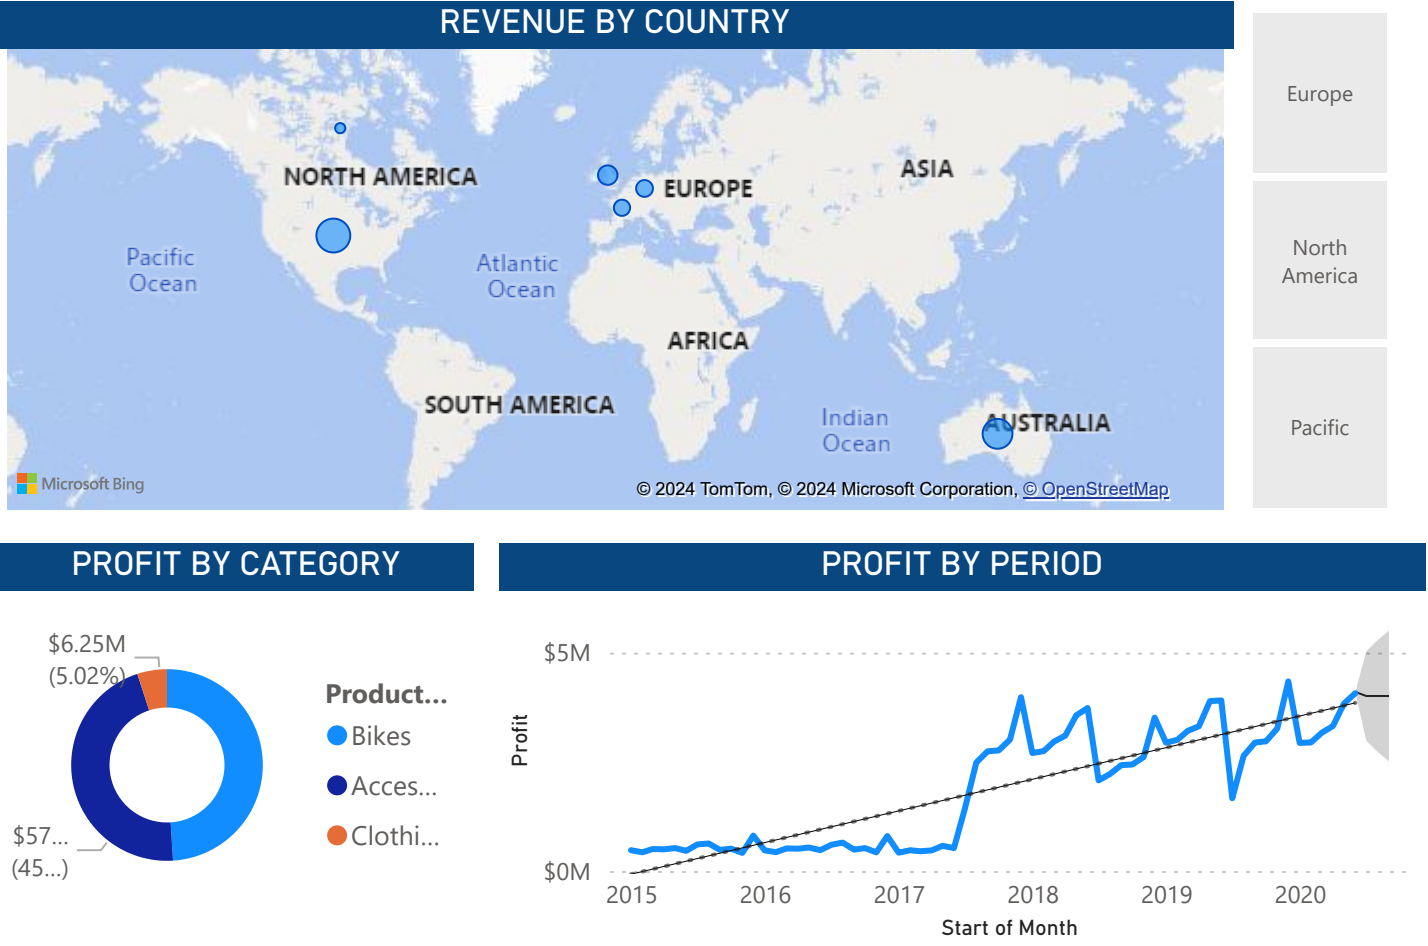 REVENUE BY COUNTRY
NORTH AMERICA
EUROPE
ASIA
Pacific
Ocean
Atlantic
Ocean
AFRICA
SOUTH AMERICA
Indian
Ocean
AUSTRALIA
Microsoft Bing
© 2024 TomTom, © 2024 Microsoft Corporation, © OpenStreetMap
Europe
North
America
Pacific
PROFIT BY CATEGORY
$6.25M
(5.02%)
$57...
(45...)
Product...
Bikes
Acces...
Clothi...
PROFIT BY PERIOD
Profit
$5M
$0M
2015 2016 2017 2018 2019 2020
Start of Month